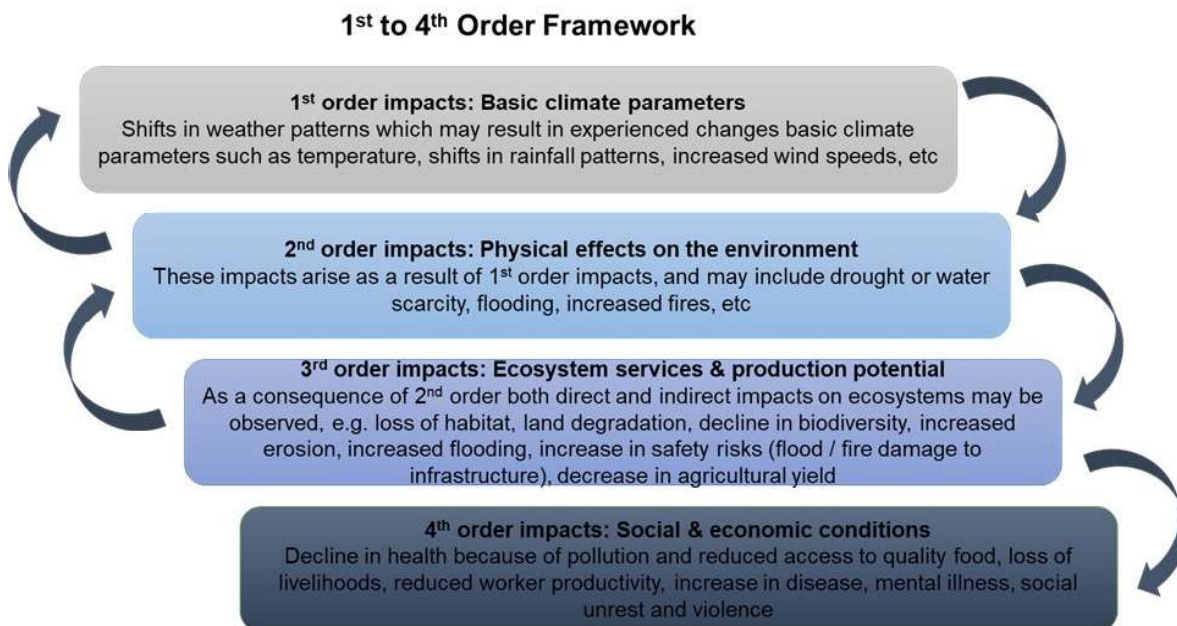 1st to 4th Order Framework
1st order impacts: Basic climate parameters
Shifts in weather patterns which may result in experienced changes basic climate
parameters such as temperature, shifts in rainfall patterns, increased wind speeds, etc
2nd order impacts: Physical effects on the environment
These impacts arise as a result of 1st order impacts, and may include drought or water
scarcity, flooding, increased fires, etc
3rd order impacts: Ecosystem services & production potential
As a consequence of 2nd order both direct and indirect impacts on ecosystems may be
observed, e.g. loss of habitat, land degradation, decline in biodiversity, increased
erosion, increased flooding, increase in safety risks (flood / fire damage to
infrastructure), decrease in agricultural yield
4th order impacts: Social & economic conditions
Decline in health because of pollution and reduced access to quality food, loss of
livelihoods, reduced worker productivity, increase in disease, mental illness, social
unrest and violence